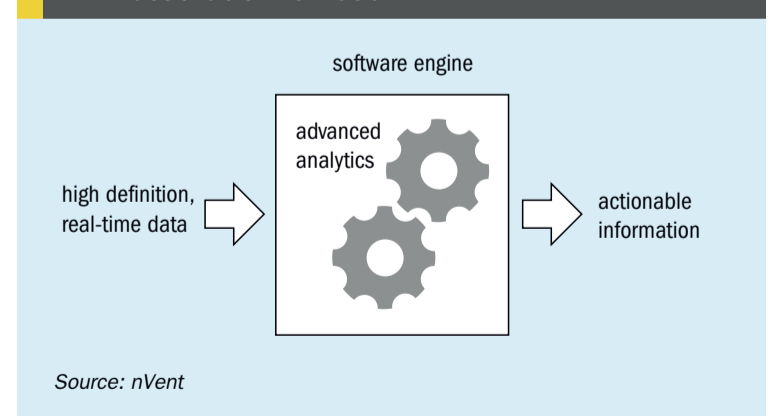 software engine
advanced
analytics
high definition,
real-time data
actionable
information
Source: nVent